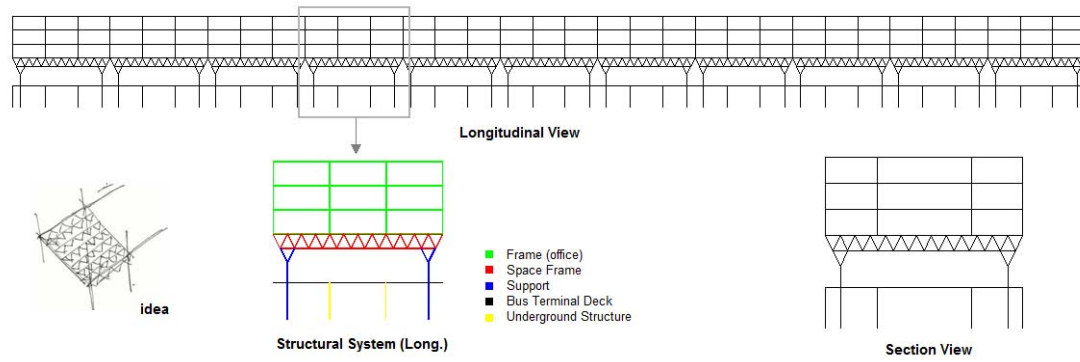 Longitudinal View
idea
Frame (office)
Space Frame
Support
Bus Terminal Deck
Underground Structure
Structural System (Long.)
Section View